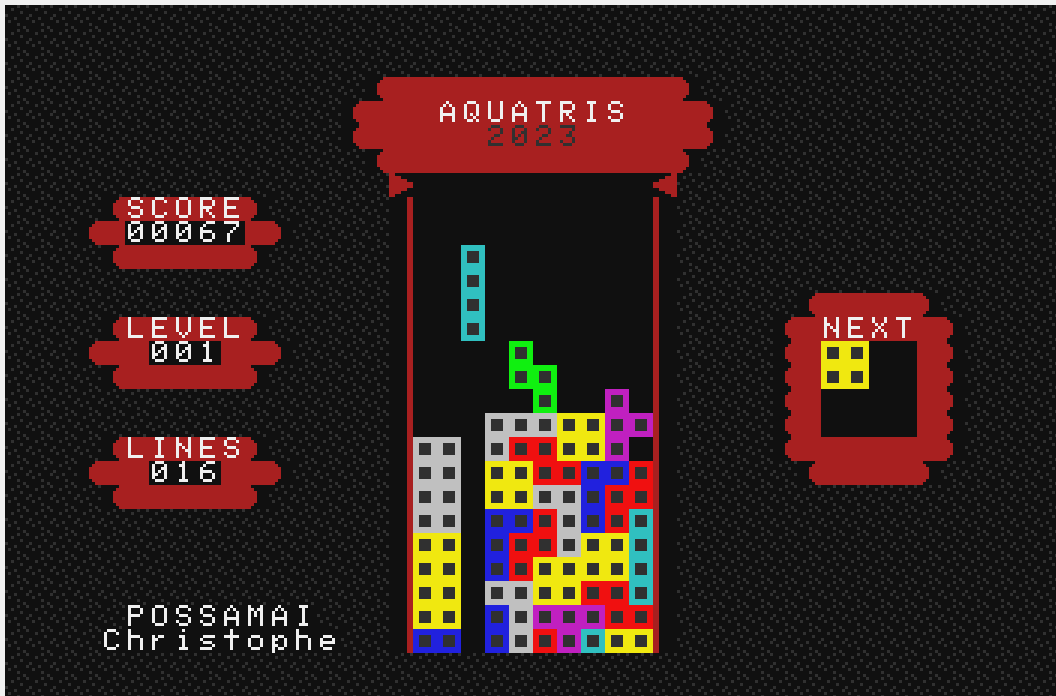 AQUATRIS
2023
SCORE
00067
LEVEL
001
NEXT
LINES
016
POSSAMAI
Christophe